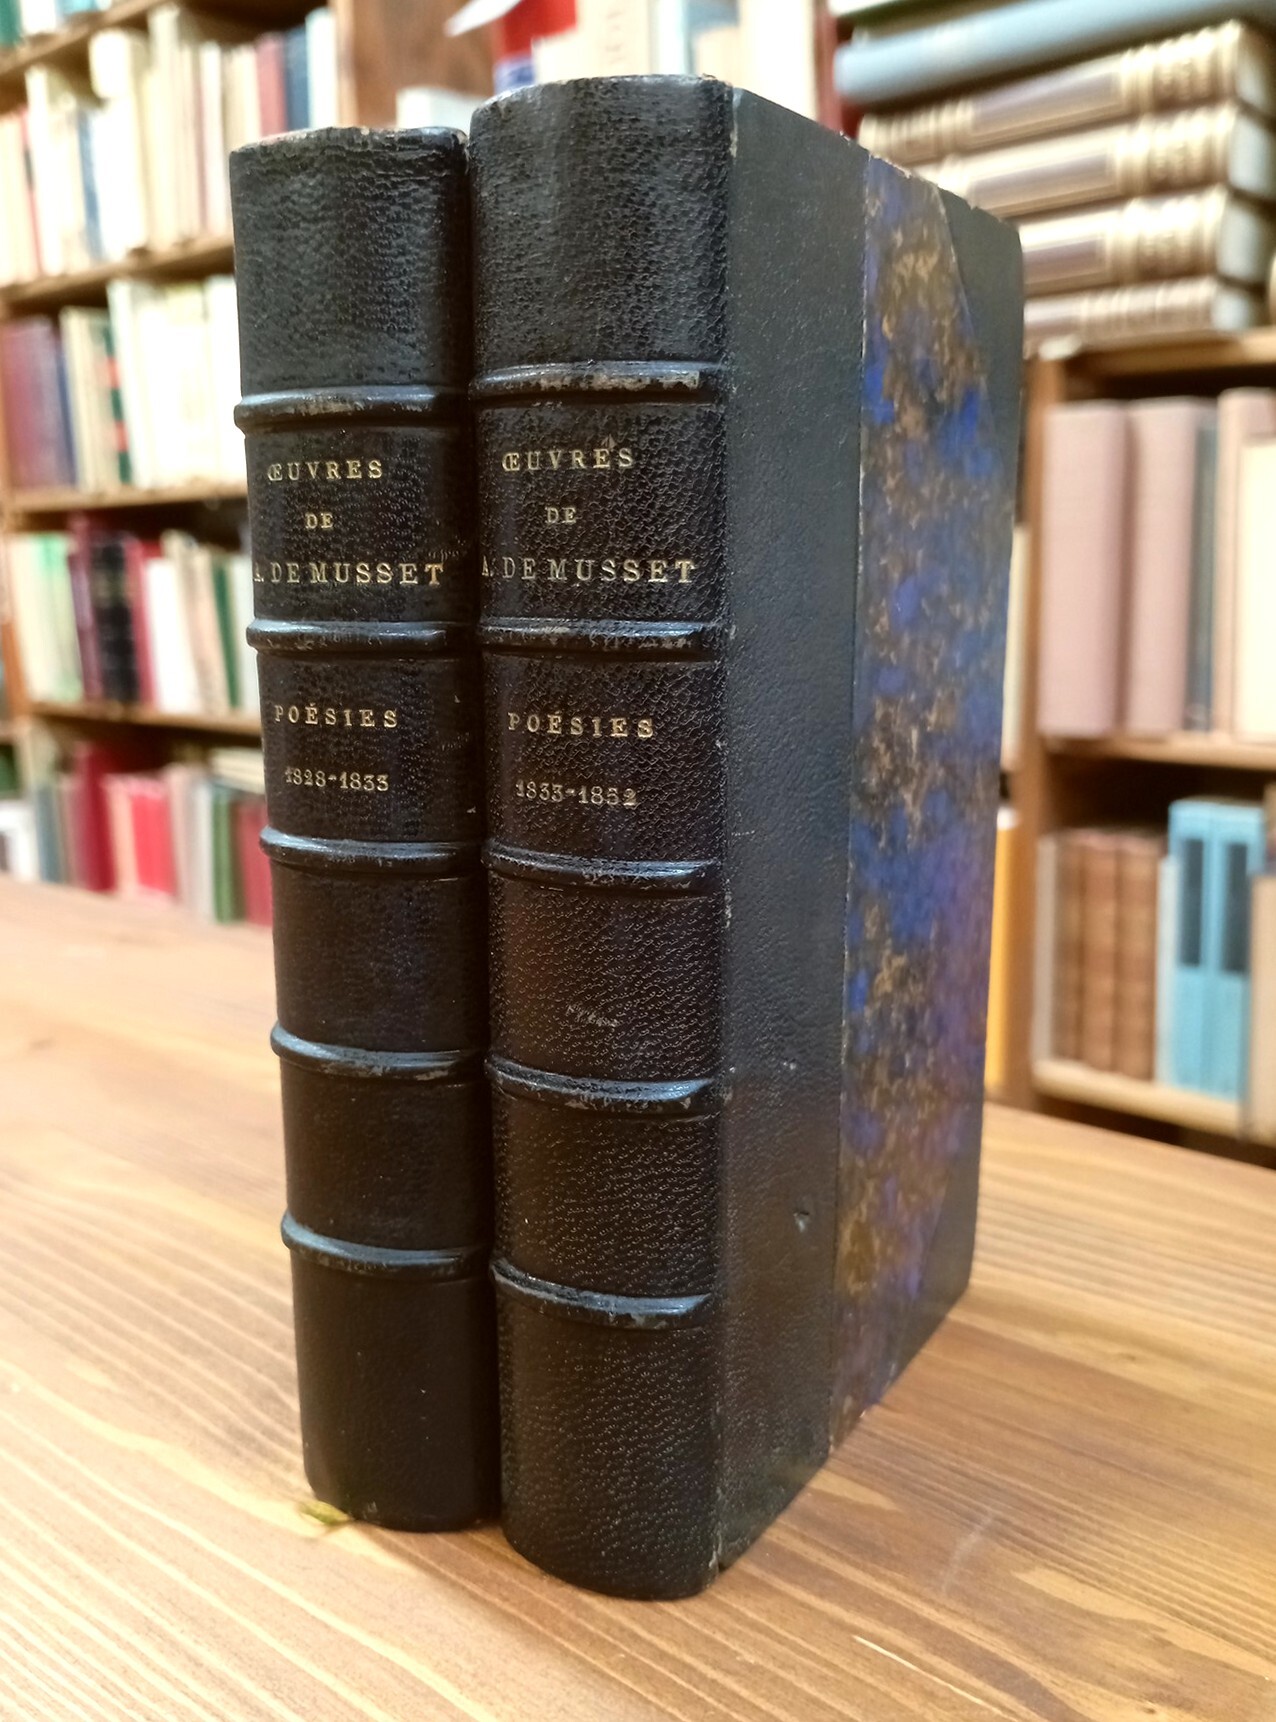 ŒUVRES
DE
A. DE MUSSET
POÉSIES
1828-1833
ŒUVRES
DE
A. DE MUSSET
POÉSIES
1833-1852